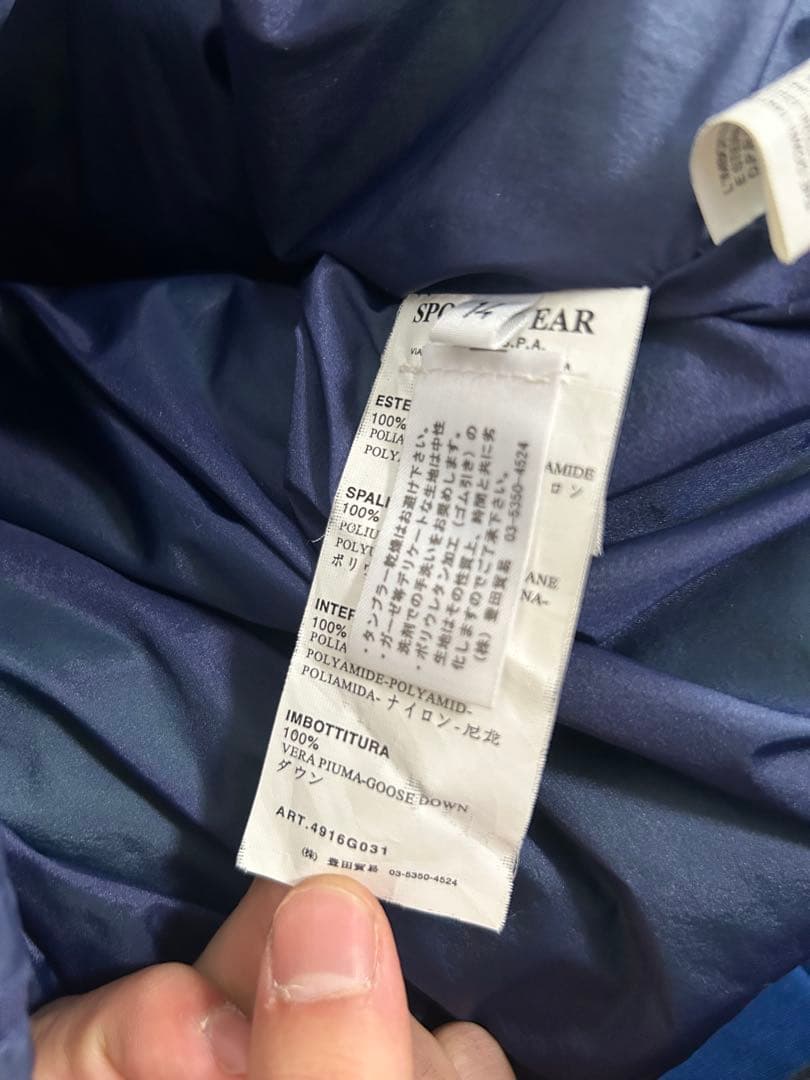 14
SPO
EAR
S.P.A.
VIA
A
ESTE
100%
POLIA
AMIDE
POLY.
ロン
SPALI
100%
POLIU
ANE
POLYU
NA-
ポリ
INTER
100%
POLIA
POLYAMIDE-POLYAMID-
POLIAMIDA-ナイロン-尼龙
IMBOTTITURA
100%
VERA PIUMA-GOOSE DOWN
ダウン
ART.4916G031
(株) 豊田貿易 03-5350-4524
・タンブラー乾燥はお避け下さい。
・ガーゼ等デリケートな生地は中性
洗剤での手洗いをお奨めします。
・ポリウレタン加工（ゴム引き）の
生地はその性質上、時間と共に劣
化しますのでご了承下さい。
(株) 豊田貿易 03-5350-4524